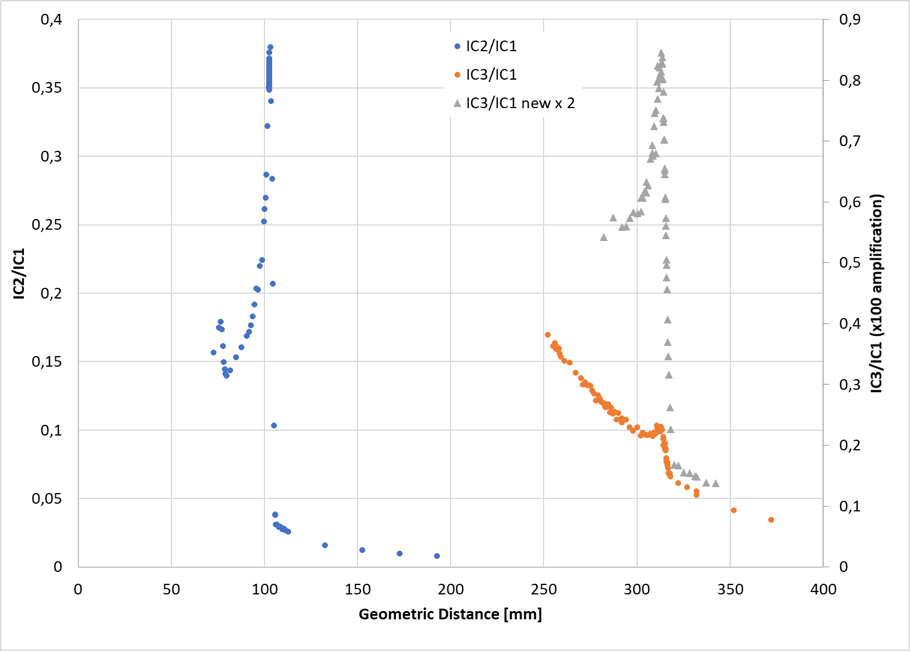 0,4
0,35
0,3
0,25
0,2
0,15
0,1
0,05
0
IC2/IC1
IC2/IC1
IC3/IC1
IC3/IC1 new x 2
0,9
0,8
0,7
0,6
0,5
0,4
0,3
0,2
0,1
0
IC3/IC1 (x100 amplification)
0 50 100 150 200 250 300 350 400
Geometric Distance [mm]